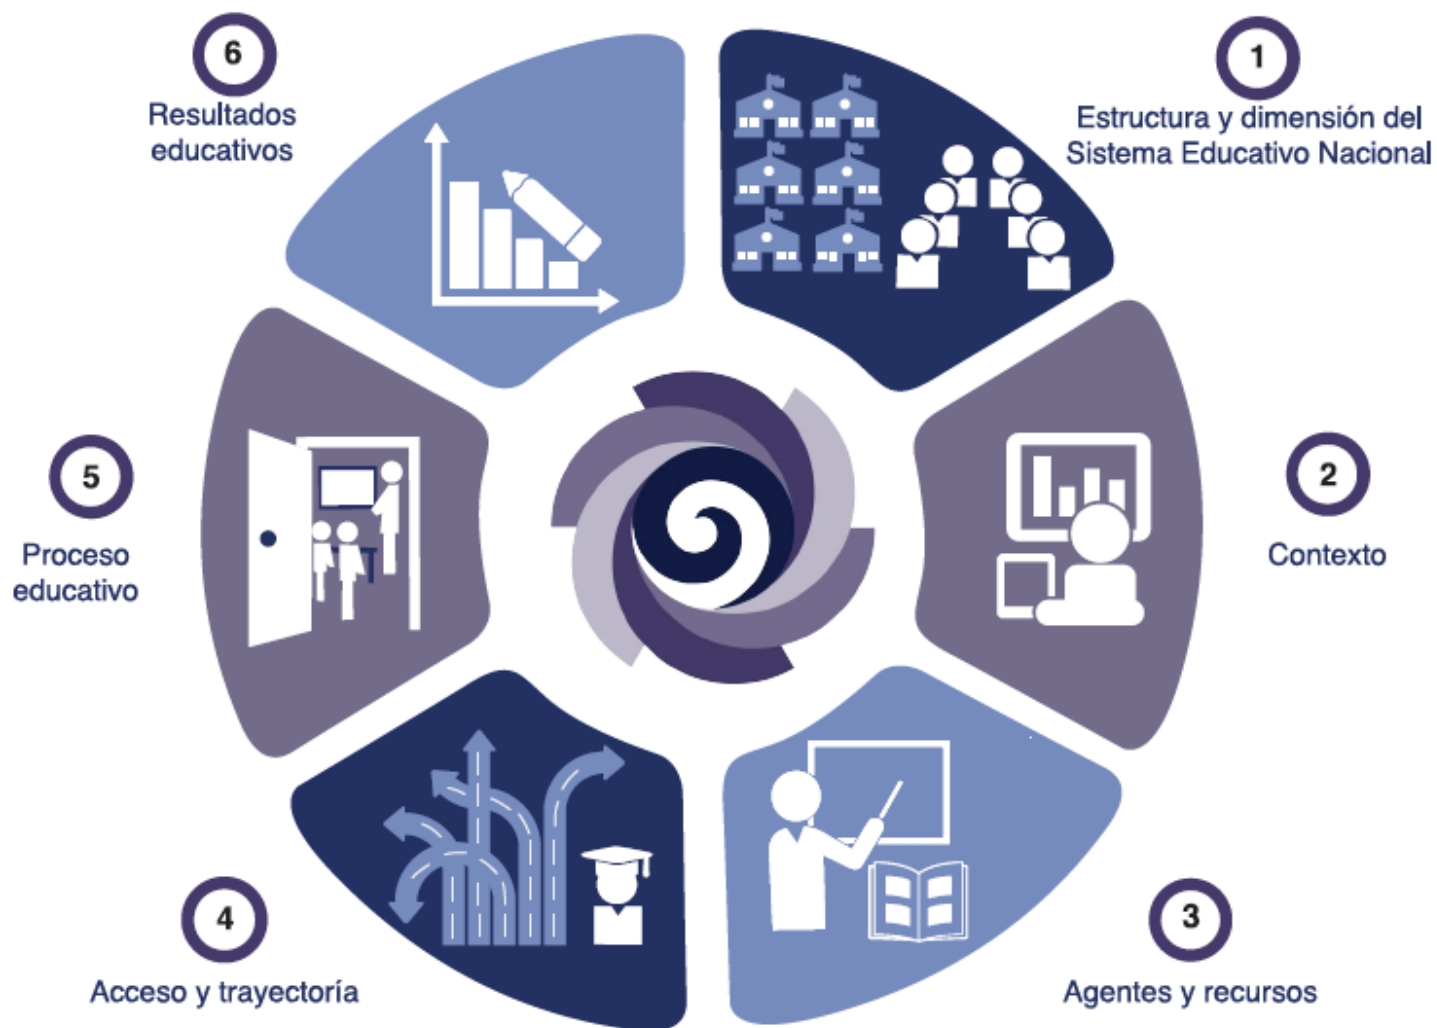 1
Estructura y dimensión del
Sistema Educativo Nacional
2
Contexto
3
Agentes y recursos
4
Acceso y trayectoría
5
Proceso
educativo
6
Resultados
educativos